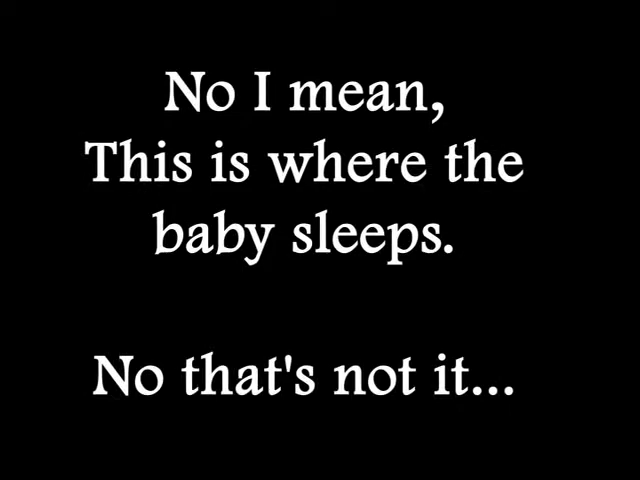 No I mean,
This is where the
baby sleeps.
No that's not it...